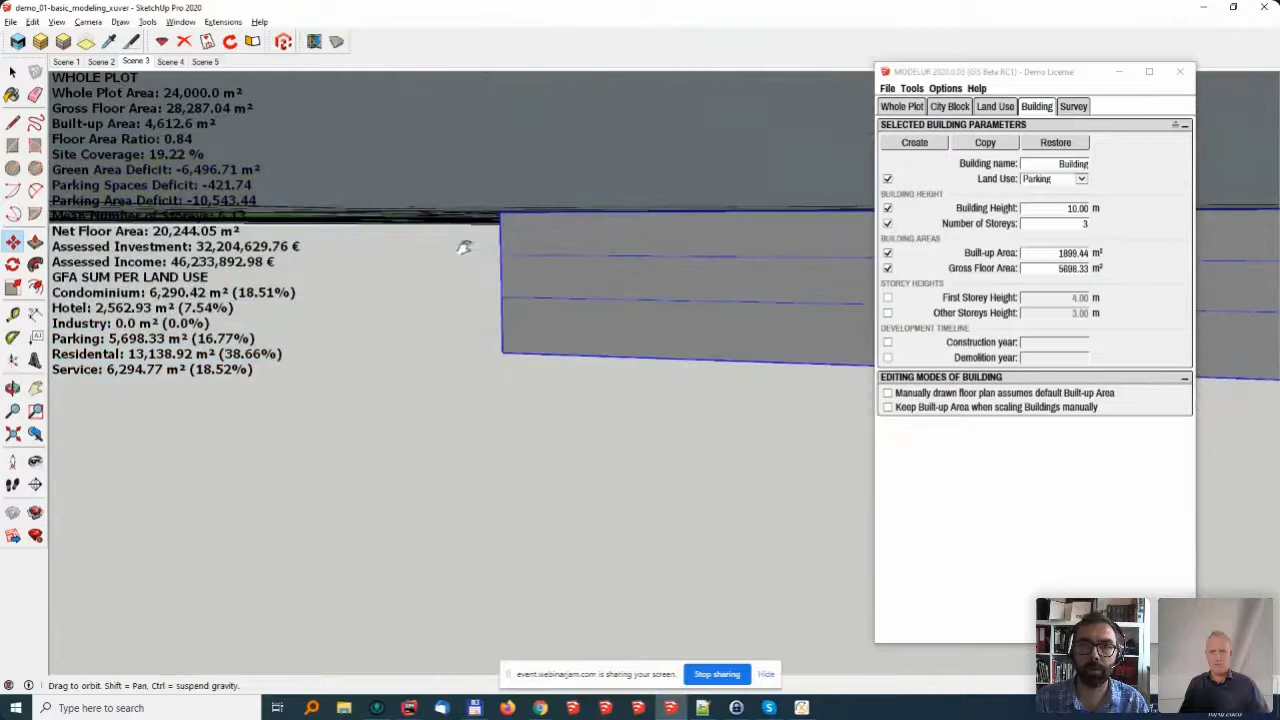 demo_01-basic_modeling_xuver - SketchUp Pro 2020
File Edit View Camera Draw Tools Window Extensions Help
Scene 1 Scene 2 Scene 3 Scene 4 Scene 5
WHOLE PLOT
Whole Plot Area: 24,000.0 m²
Gross Floor Area: 28,287.04 m²
Built-up Area: 4,612.6 m²
Floor Area Ratio: 0.84
Site Coverage: 19.22 %
Green Area Deficit: -6,496.71 m²
Parking Spaces Deficit: -421.74
Parking Area Deficit: -10,543.44
Mean Number of Storeys: 6.13
Net Floor Area: 20,244.05 m²
Assessed Investment: 32,204,629.76 €
Assessed Income: 46,233,892.98 €
GFA SUM PER LAND USE
Condominium: 6,290.42 m² (18.51%)
Hotel: 2,562.93 m² (7.54%)
Industry: 0.0 m² (0.0%)
Parking: 5,698.33 m² (16.77%)
Residental: 13,138.92 m² (38.66%)
Service: 6,294.77 m² (18.52%)
MODELUR 2020.0.03 (GIS Beta RC1) - Demo License
File Tools Options Help
Whole Plot City Block Land Use Building Survey
SELECTED BUILDING PARAMETERS
Create Copy Restore
Building name: Building
Land Use: Parking
BUILDING HEIGHT
Building Height: 10.00 m
Number of Storeys: 3
BUILDING AREAS
Built-up Area: 1899.44 m²
Gross Floor Area: 5698.33 m²
STOREY HEIGHTS
First Storey Height: 4.00 m
Other Storeys Height: 3.00 m
DEVELOPMENT TIMELINE
Construction year:
Demolition year:
EDITING MODES OF BUILDING
Manually drawn floor plan assumes default Built-up Area
Keep Built-up Area when scaling Buildings manually
event.webinarjam.com is sharing your screen. Stop sharing Hide
Drag to orbit. Shift = Pan, Ctrl = suspend gravity.
Type here to search